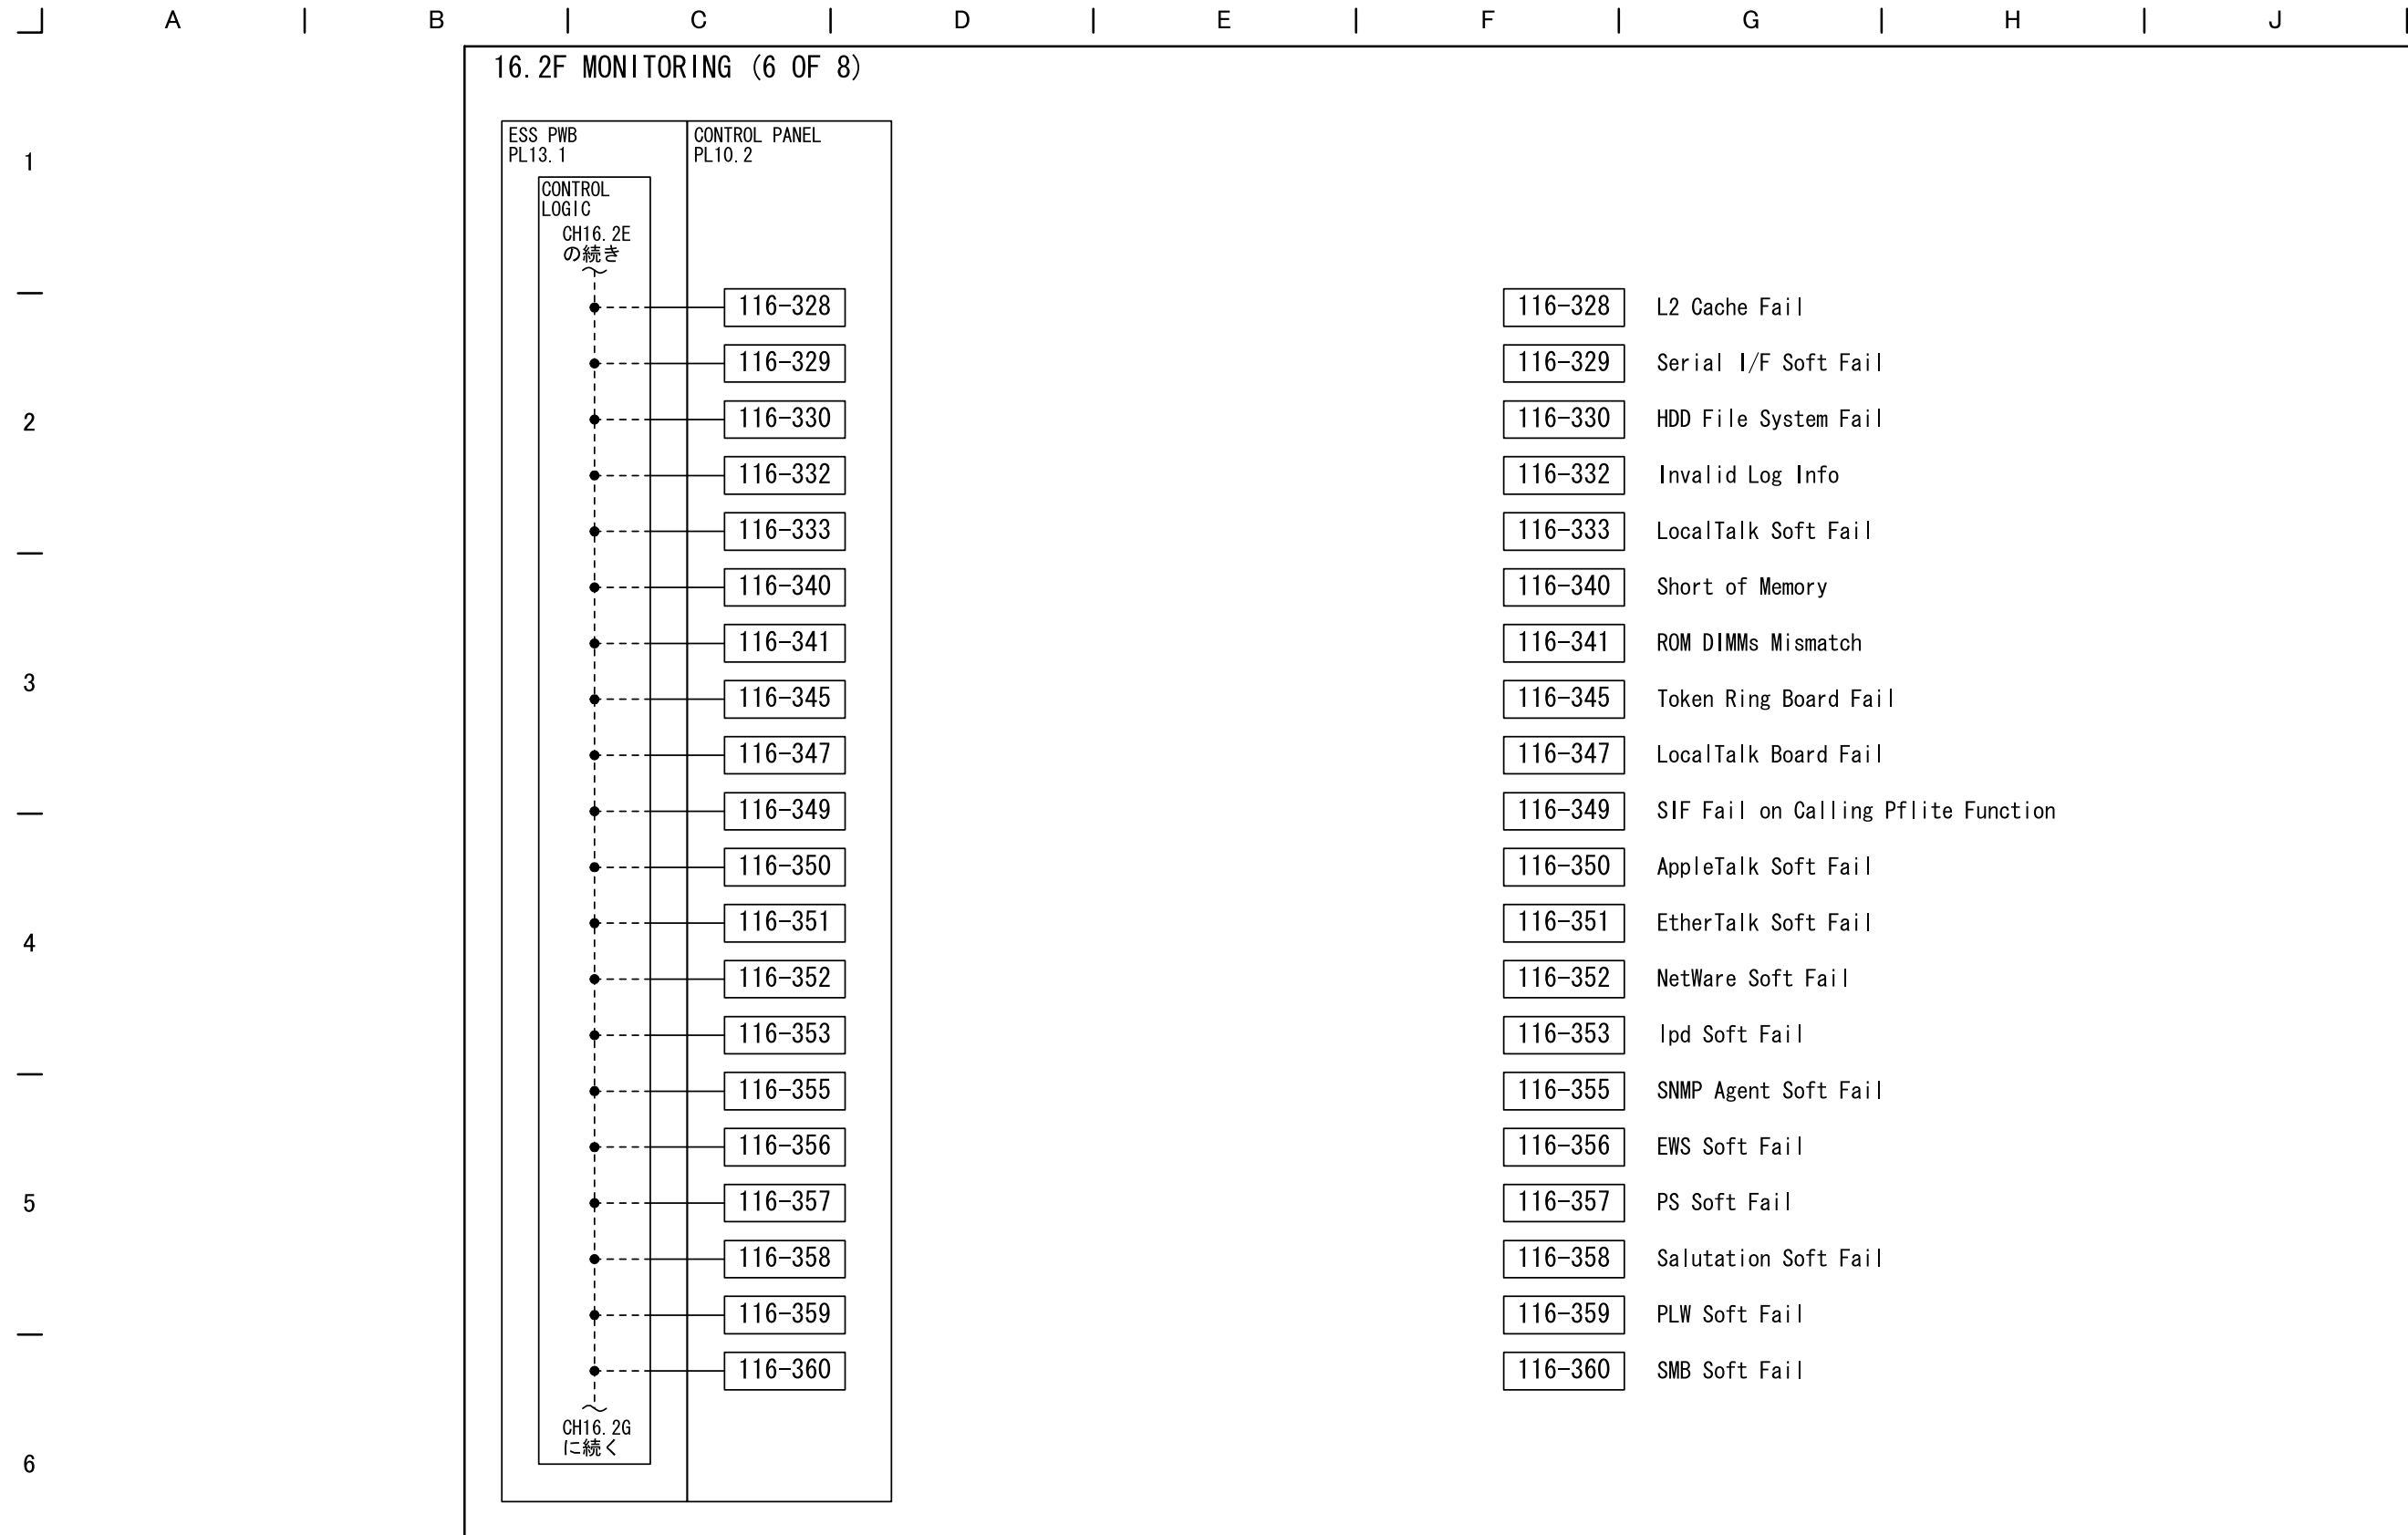 A B C D E F G H J
16.2F MONITORING (6 OF 8)
ESS PWB
PL13.1
CONTROL PANEL
PL10.2
1
CONTROL
LOGIC
CH16.2E
の続き
116-328 116-328 L2 Cache Fail
116-329 116-329 Serial I/F Soft Fail
2
116-330 116-330 HDD File System Fail
116-332 116-332 Invalid Log Info
116-333 116-333 LocalTalk Soft Fail
116-340 116-340 Short of Memory
116-341 116-341 ROM DIMMs Mismatch
3
116-345 116-345 Token Ring Board Fail
116-347 116-347 LocalTalk Board Fail
116-349 116-349 SIF Fail on Calling Pflite Function
116-350 116-350 AppleTalk Soft Fail
116-351 116-351 EtherTalk Soft Fail
4
116-352 116-352 NetWare Soft Fail
116-353 116-353 lpd Soft Fail
116-355 116-355 SNMP Agent Soft Fail
116-356 116-356 EWS Soft Fail
5
116-357 116-357 PS Soft Fail
116-358 116-358 Salutation Soft Fail
116-359 116-359 PLW Soft Fail
116-360 116-360 SMB Soft Fail
CH16.2G
に続く
6